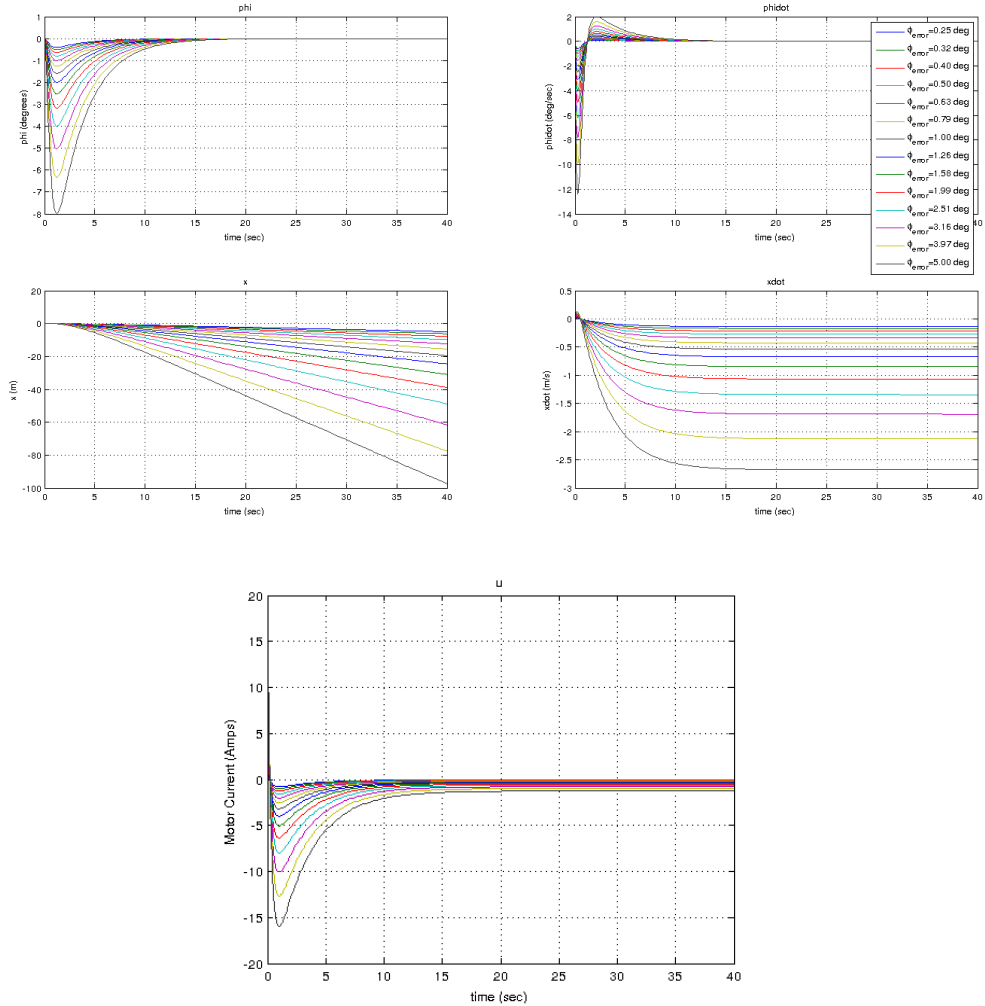 phi
phi (degrees)
1
0
-1
-2
-3
-4
-5
-6
-7
-8
0 5 10 15 20 25 30 35 40
time (sec)
phidot
phidot (deg/sec)
2
0
-2
-4
-6
-8
-10
-12
-14
0 5 10 15 20 25 30 35 40
time (sec)
ϕerror=0.25 deg
ϕerror=0.32 deg
ϕerror=0.40 deg
ϕerror=0.50 deg
ϕerror=0.63 deg
ϕerror=0.79 deg
ϕerror=1.00 deg
ϕerror=1.26 deg
ϕerror=1.58 deg
ϕerror=1.99 deg
ϕerror=2.51 deg
ϕerror=3.16 deg
ϕerror=3.97 deg
ϕerror=5.00 deg
x
x (m)
20
0
-20
-40
-60
-80
-100
0 5 10 15 20 25 30 35 40
time (sec)
xdot
xdot (m/s)
0.5
0
-0.5
-1
-1.5
-2
-2.5
-3
0 5 10 15 20 25 30 35 40
time (sec)
u
Motor Current (Amps)
20
15
10
5
0
-5
-10
-15
-20
0 5 10 15 20 25 30 35 40
time (sec)